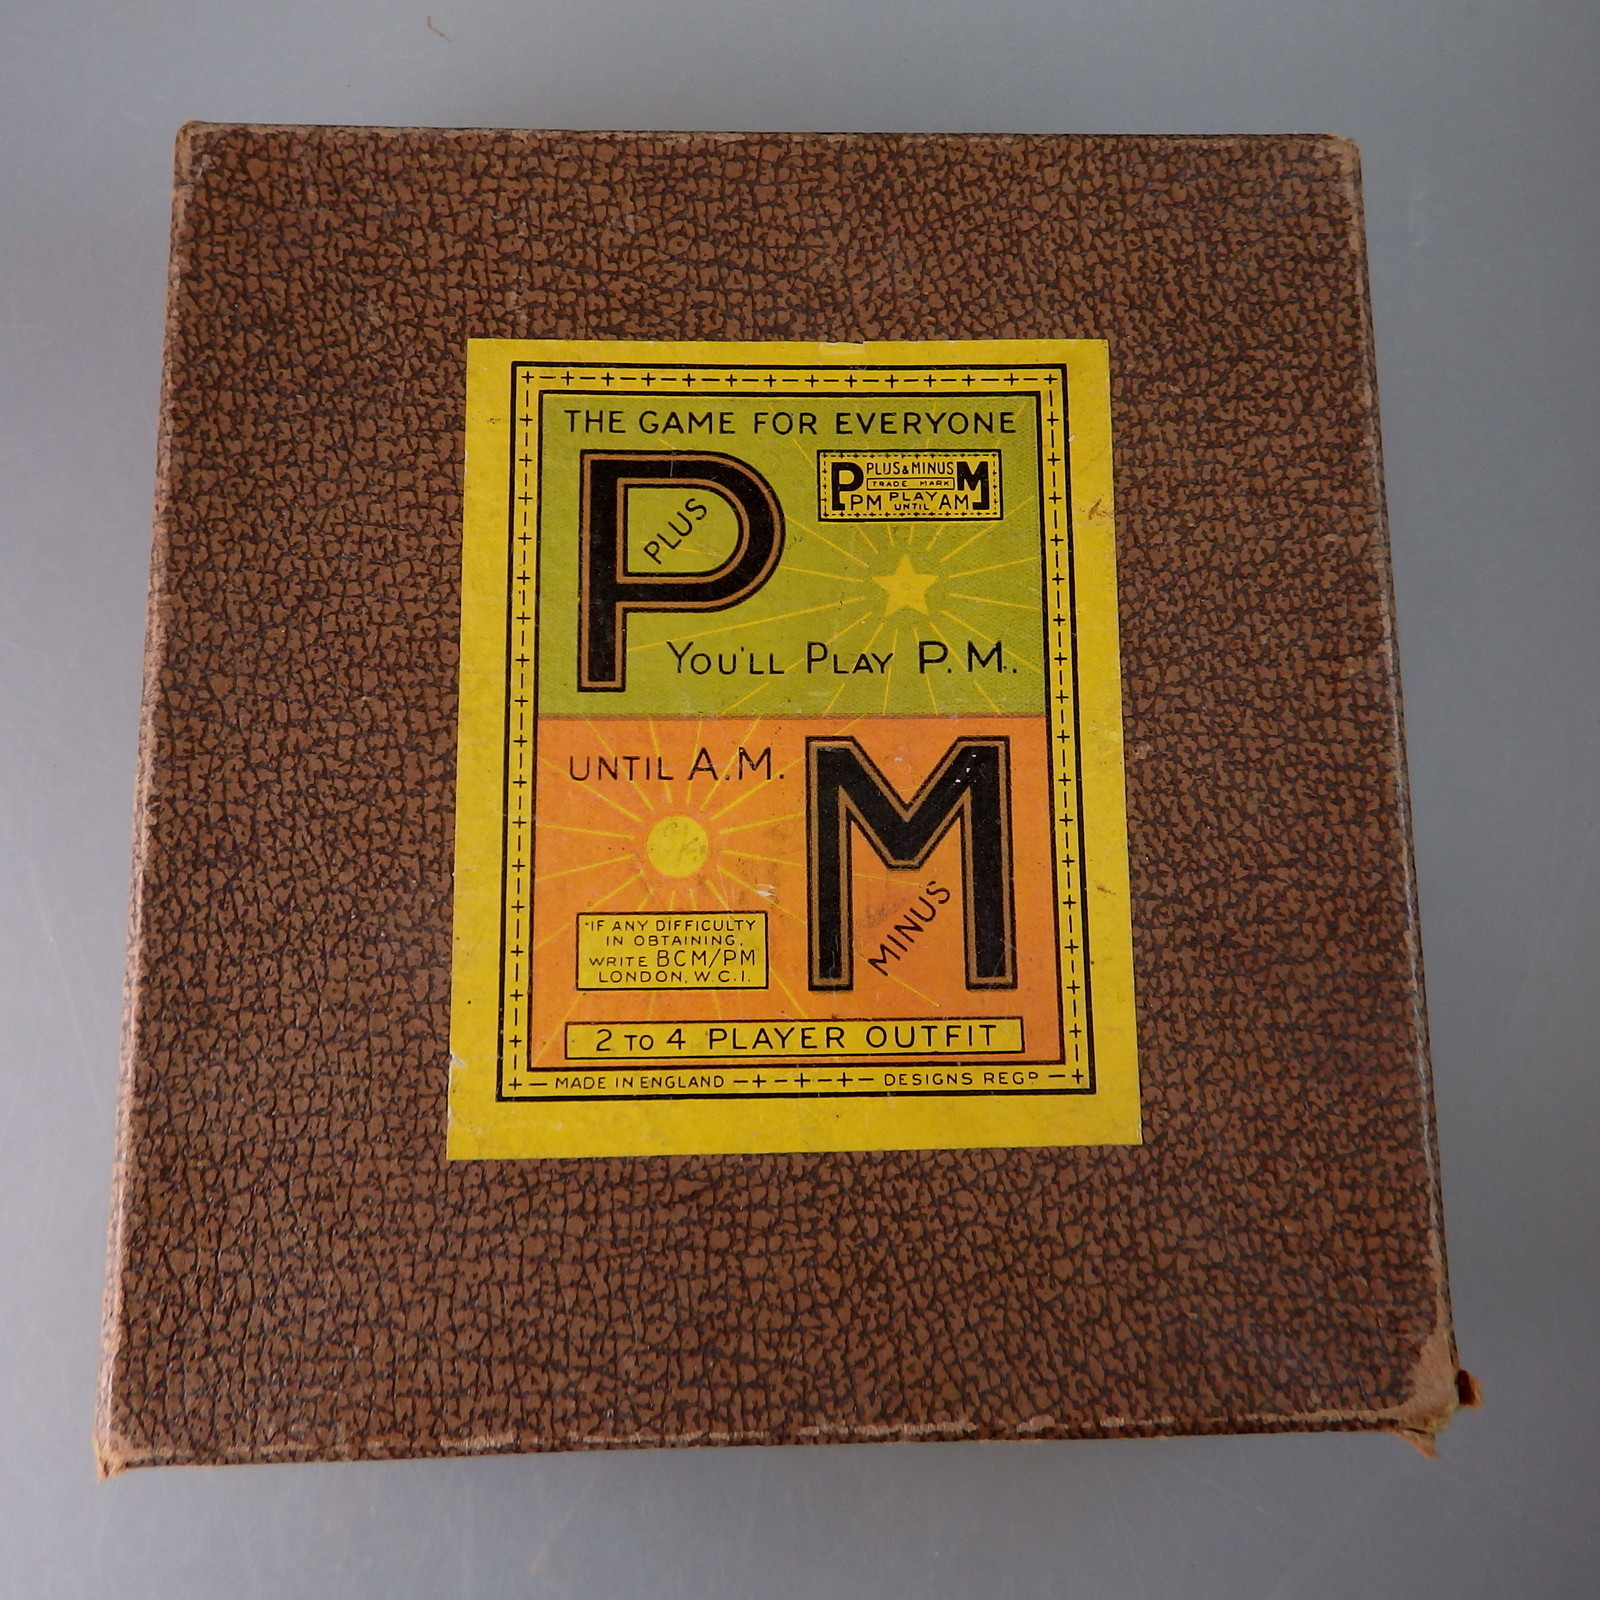 THE GAME FOR EVERYONE
P
PLUS
P PLUS & MINUS M
TRADE MARK
PM PLAY UNTIL AM
YOU'LL PLAY P.M.
UNTIL A.M.
M
MINUS
"IF ANY DIFFICULTY
IN OBTAINING,
WRITE BCM/PM
LONDON, W.C.1.
2 TO 4 PLAYER OUTFIT
MADE IN ENGLAND
DESIGNS REGD